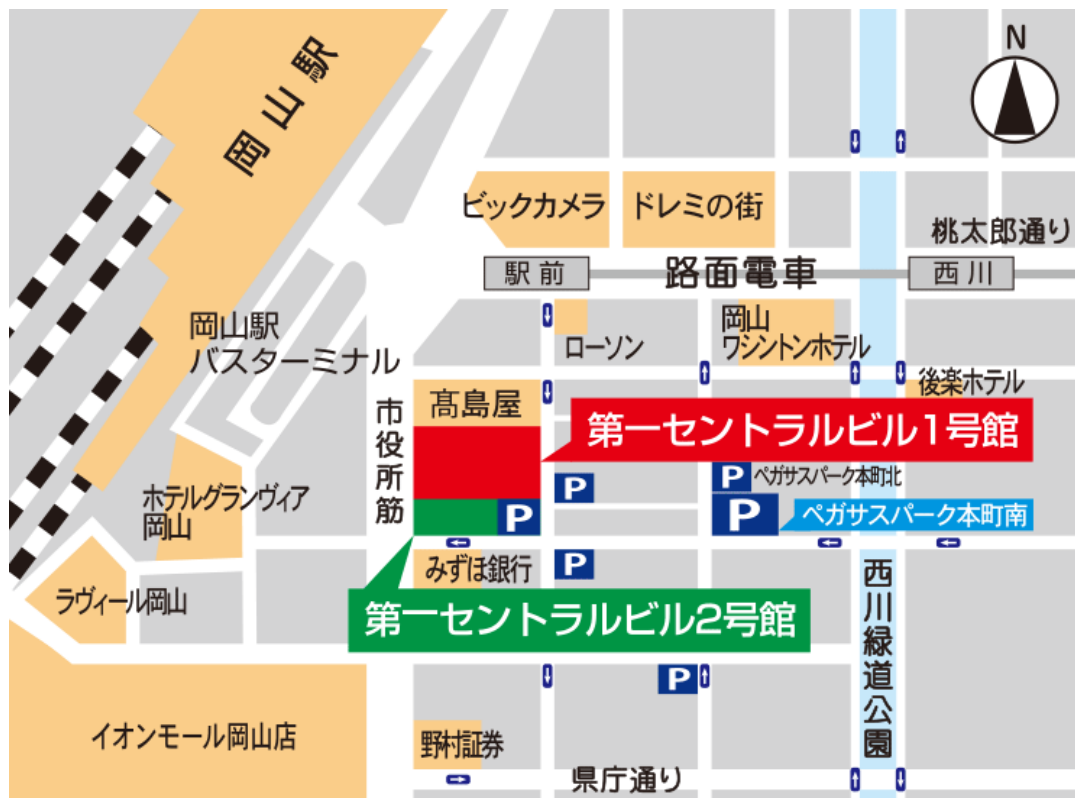 N
岡山駅
ビックカメラ
ドレミの街
桃太郎通り
駅前
路面電車
西川
岡山駅
バスターミナル
ローソン
岡山
ワシントンホテル
後楽ホテル
市役所筋
髙島屋
第一セントラルビル1号館
P
ペガサスパーク本町北
P
P
P
ペガサスパーク本町南
ホテルグランヴィア
岡山
みずほ銀行
P
ラヴィール岡山
第一セントラルビル2号館
西川緑道公園
P
イオンモール岡山店
野村証券
県庁通り